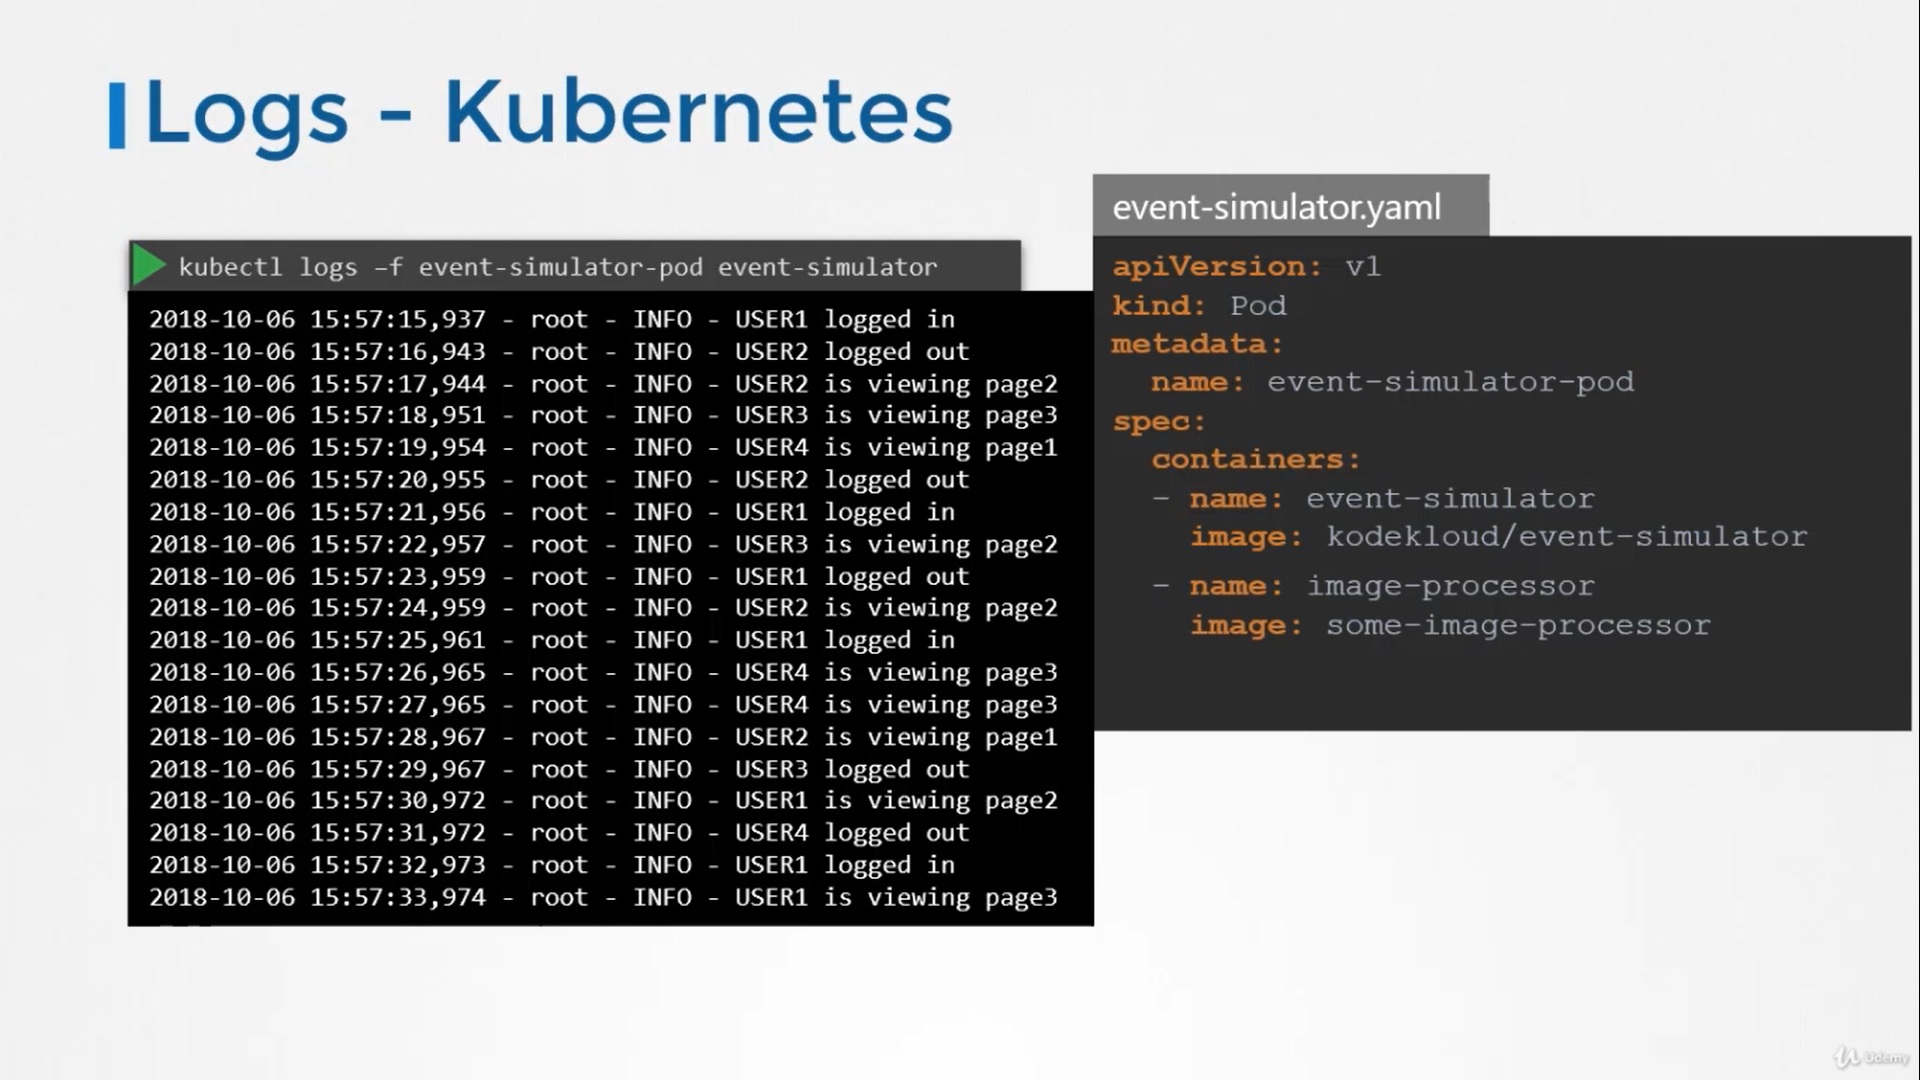 Logs - Kubernetes
kubectl logs –f event-simulator-pod event-simulator
2018-10-06 15:57:15,937 - root - INFO - USER1 logged in
2018-10-06 15:57:16,943 - root - INFO - USER2 logged out
2018-10-06 15:57:17,944 - root - INFO - USER2 is viewing page2
2018-10-06 15:57:18,951 - root - INFO - USER3 is viewing page3
2018-10-06 15:57:19,954 - root - INFO - USER4 is viewing page1
2018-10-06 15:57:20,955 - root - INFO - USER2 logged out
2018-10-06 15:57:21,956 - root - INFO - USER1 logged in
2018-10-06 15:57:22,957 - root - INFO - USER3 is viewing page2
2018-10-06 15:57:23,959 - root - INFO - USER1 logged out
2018-10-06 15:57:24,959 - root - INFO - USER2 is viewing page2
2018-10-06 15:57:25,961 - root - INFO - USER1 logged in
2018-10-06 15:57:26,965 - root - INFO - USER4 is viewing page3
2018-10-06 15:57:27,965 - root - INFO - USER4 is viewing page3
2018-10-06 15:57:28,967 - root - INFO - USER2 is viewing page1
2018-10-06 15:57:29,967 - root - INFO - USER3 logged out
2018-10-06 15:57:30,972 - root - INFO - USER1 is viewing page2
2018-10-06 15:57:31,972 - root - INFO - USER4 logged out
2018-10-06 15:57:32,973 - root - INFO - USER1 logged in
2018-10-06 15:57:33,974 - root - INFO - USER1 is viewing page3
event-simulator.yaml
apiVersion: v1
kind: Pod
metadata:
  name: event-simulator-pod
spec:
  containers:
  - name: event-simulator
    image: kodekloud/event-simulator
  - name: image-processor
    image: some-image-processor
Udemy